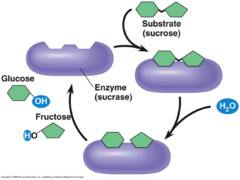 Substrate
(sucrose)
Glucose
OH
Enzyme
(sucrase)
H2O
Fructose
HO